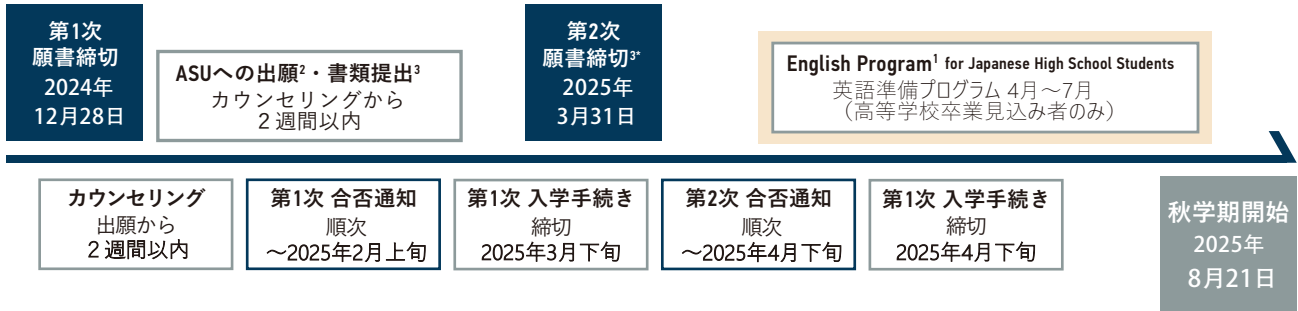 第1次
願書締切
2024年
12月28日
ASUへの出願²・書類提出³
カウンセリングから
2週間以内
第2次
願書締切³*
2025年
3月31日
English Program¹ for Japanese High School Students
英語準備プログラム 4月〜7月
（高等学校卒業見込み者のみ）
カウンセリング
出願から
2週間以内
第1次 合否通知
順次
〜2025年2月上旬
第1次 入学手続き
締切
2025年3月下旬
第2次 合否通知
順次
〜2025年4月下旬
第1次 入学手続き
締切
2025年4月下旬
秋学期開始
2025年
8月21日